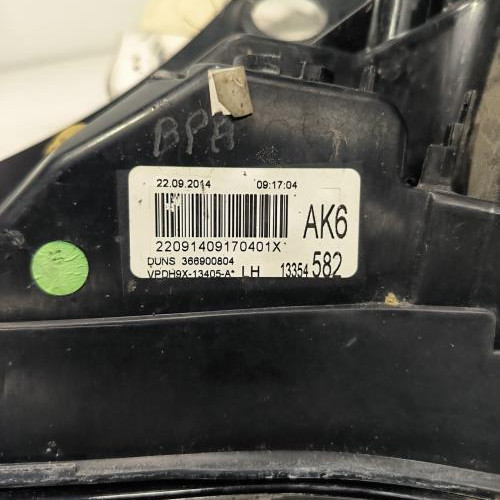 BPA
22.09.2014 09:17:04
AK6
22091409170401X
DUNS 366900804
VPDH9X-13405-A* LH 13354 582